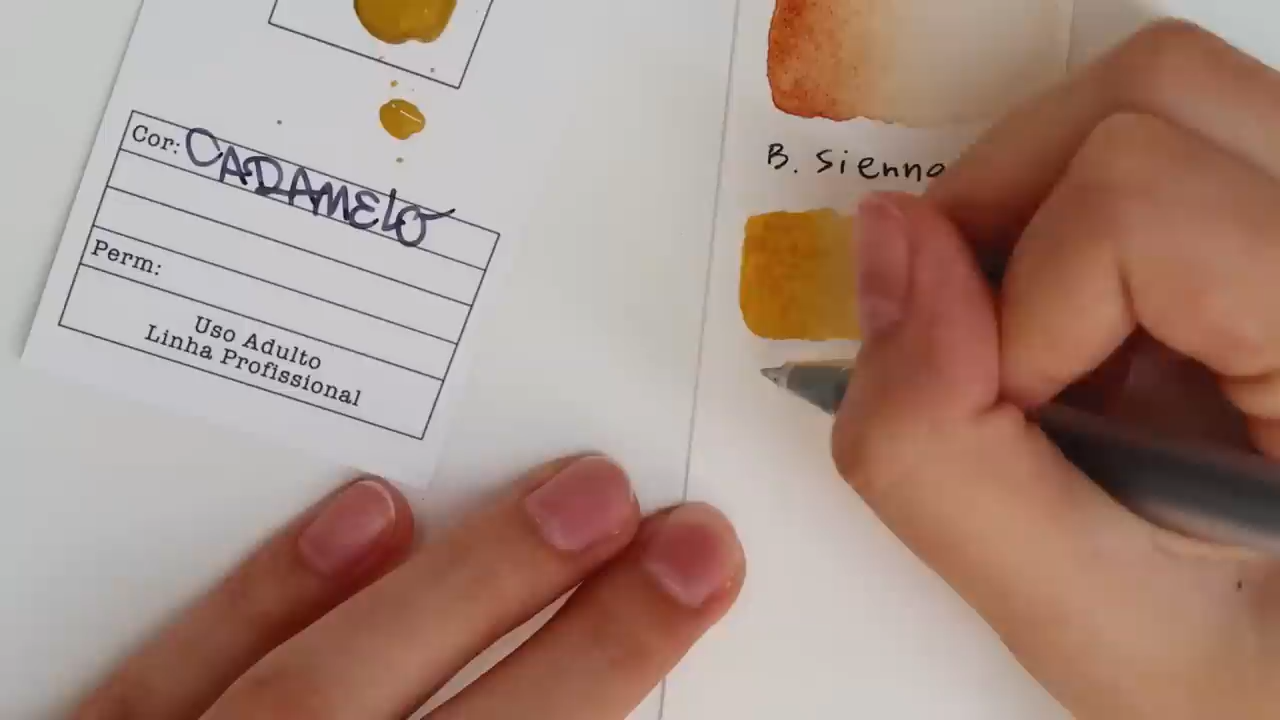 Cor: CARAMELO
Perm:
Uso Adulto
Linha Profissional
B. Sienna